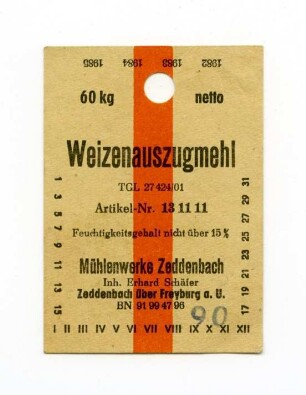 1985 1984 1983 1982
60 kg netto
Weizenauszugmehl
TGL 27 424/01
Artikel-Nr. 13 11 11
Feuchtigkeitsgehalt nicht über 15 %
Mühlenwerke Zeddenbach
Inh. Erhard Schäfer
Zeddenbach über Freyburg a. U.
BN 91 99 47 96
90
1 3 5 7 9 11 13 15
17 19 21 23 25 27 29 31
I II III IV V VI VII VIII IX X XI XII